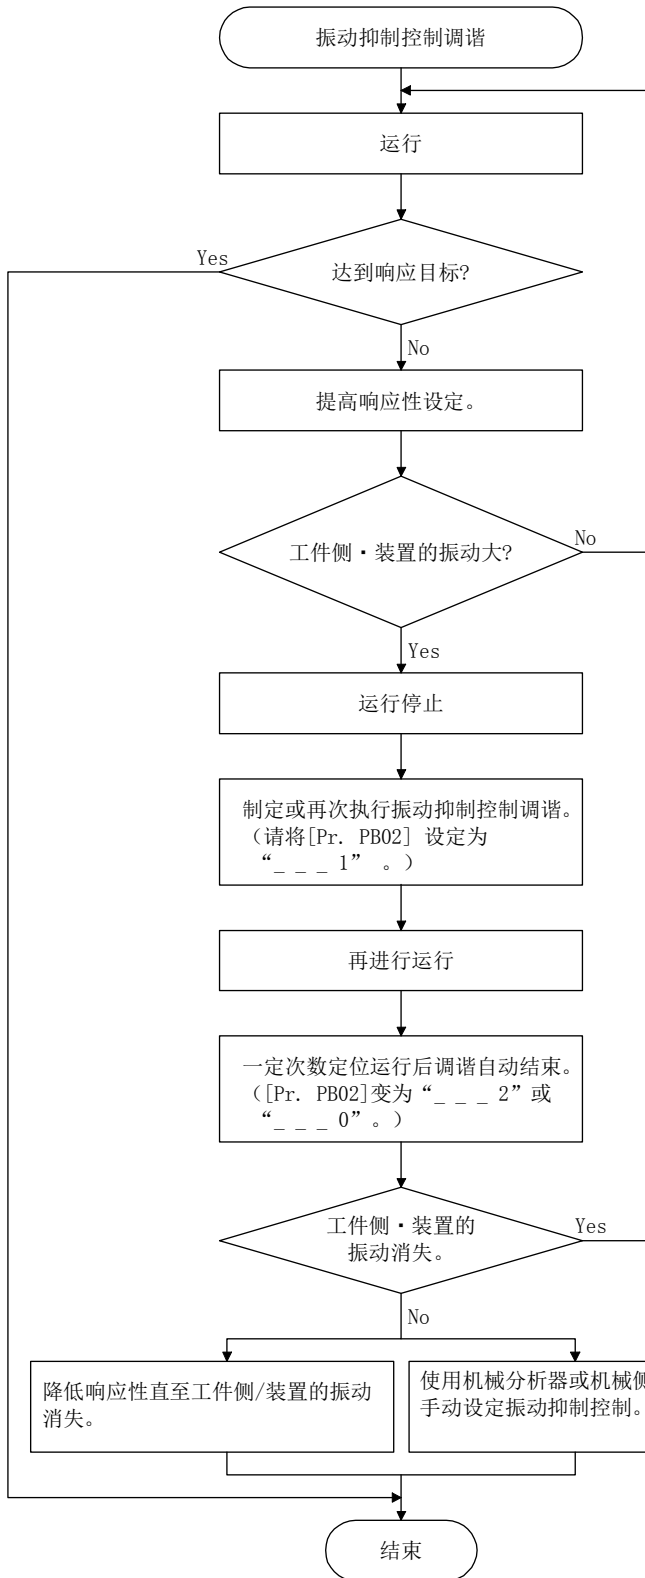 振动抑制控制调谐
运行
Yes
达到响应目标?
No
提高响应性设定。
工件侧·装置的振动大?
No
Yes
运行停止
制定或再次执行振动抑制控制调谐。
（请将[Pr. PB02] 设定为
“_ _ _ 1” 。）
再进行运行
一定次数定位运行后调谐自动结束。
（[Pr. PB02]变为“_ _ _ 2”或
“_ _ _ 0”。）
工件侧·装置的
振动消失。
Yes
No
降低响应性直至工件侧/装置的振动
消失。
使用机械分析器或机械侧
手动设定振动抑制控制。
结束